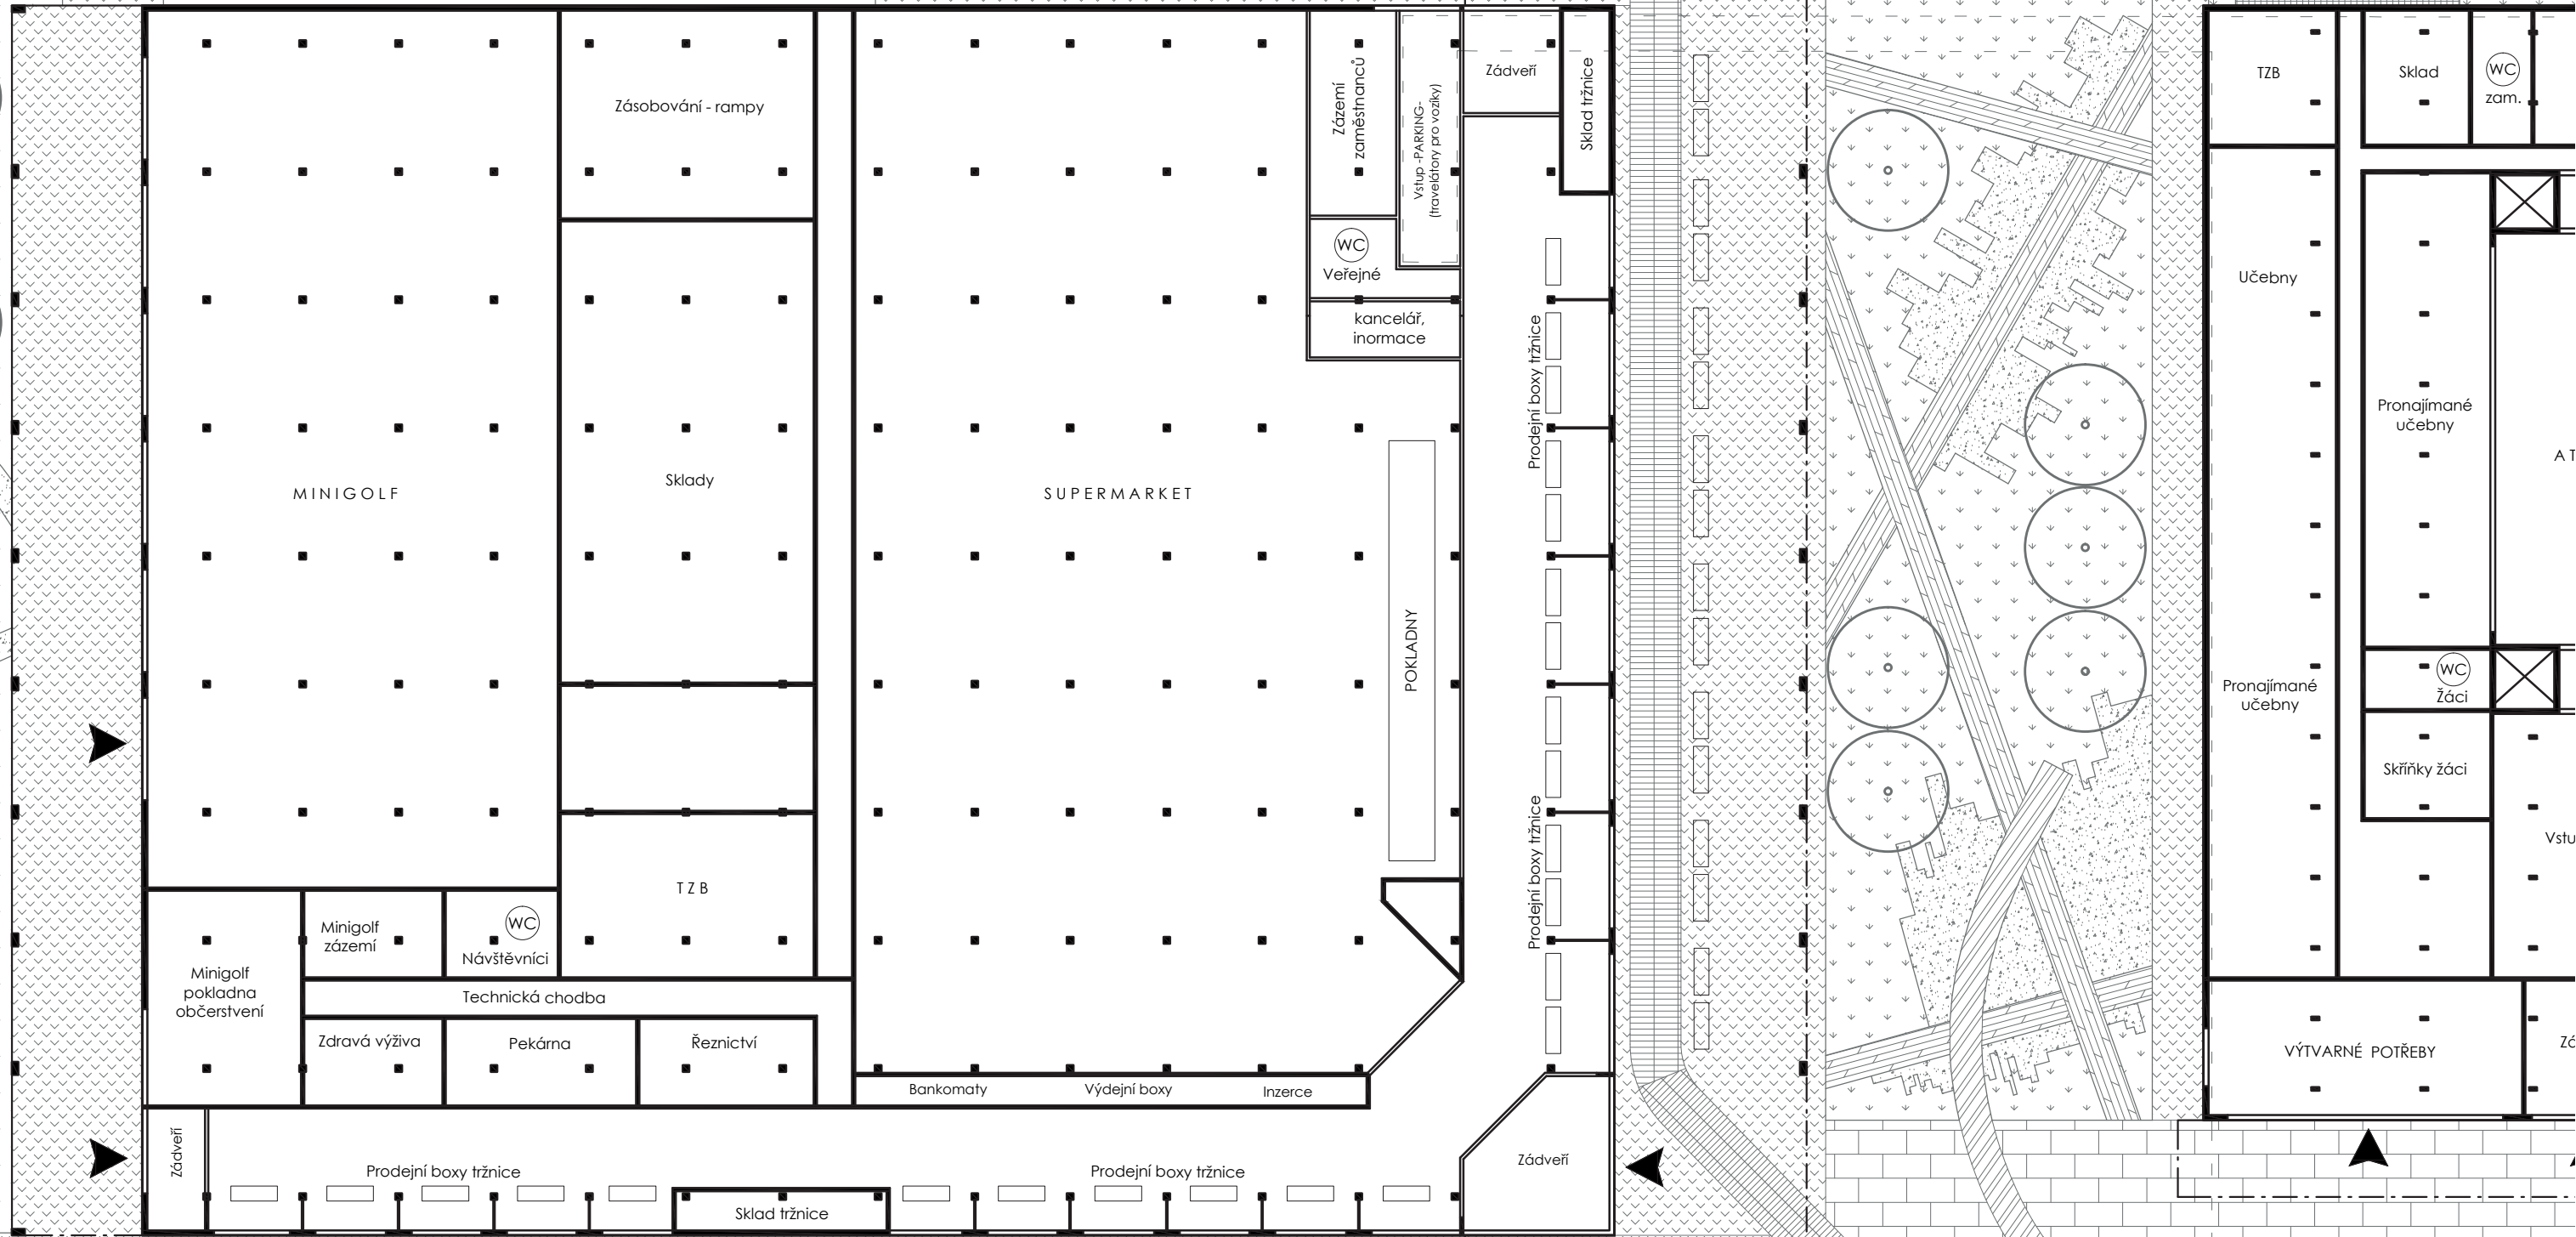 Zásobování - rampy
Zázemí
zaměstnanců
Vstup -PARKING-
(travelátory pro vozíky)
Zádveří
Sklad tržnice
WC
Veřejné
kancelář,
inormace
MINIGOLF
Sklady
SUPERMARKET
POKLADNY
Prodejní boxy tržnice
Prodejní boxy tržnice
TZB
Minigolf
zázemí
WC
Návštěvníci
Minigolf
pokladna
občerstvení
Technická chodba
Zdravá výživa
Pekárna
Řeznictví
Bankomaty
Výdejní boxy
Inzerce
Zádveří
Prodejní boxy tržnice
Sklad tržnice
Prodejní boxy tržnice
Zádveří
TZB
Sklad
WC
zam.
Učebny
Pronajímané
učebny
A T
WC
Žáci
Pronajímané
učebny
Skříňky žáci
Vstu
VÝTVARNÉ POTŘEBY
Zá